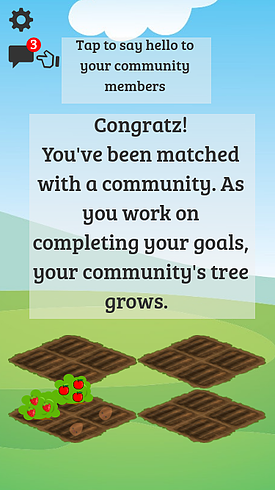 3
Tap to say hello to
your community
members
Congratz!
You've been matched
with a community. As
you work on
completing your goals,
your community's tree
grows.